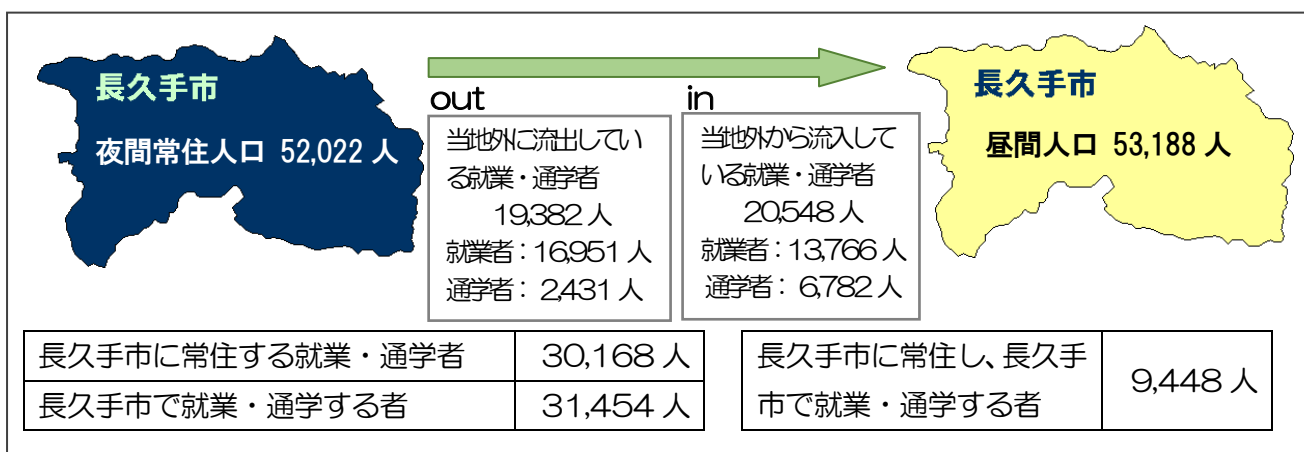 長久手市
夜間常住人口 52,022 人
out
当地外に流出してい
る就業・通学者
19,382 人
就業者：16,951 人
通学者： 2,431 人
in
当地外から流入して
いる就業・通学者
20,548 人
就業者：13,766 人
通学者： 6,782 人
長久手市
昼間人口 53,188 人
長久手市に常住する就業・通学者 30,168 人
長久手市で就業・通学する者 31,454 人
長久手市に常住し、長久手
市で就業・通学する者
9,448 人